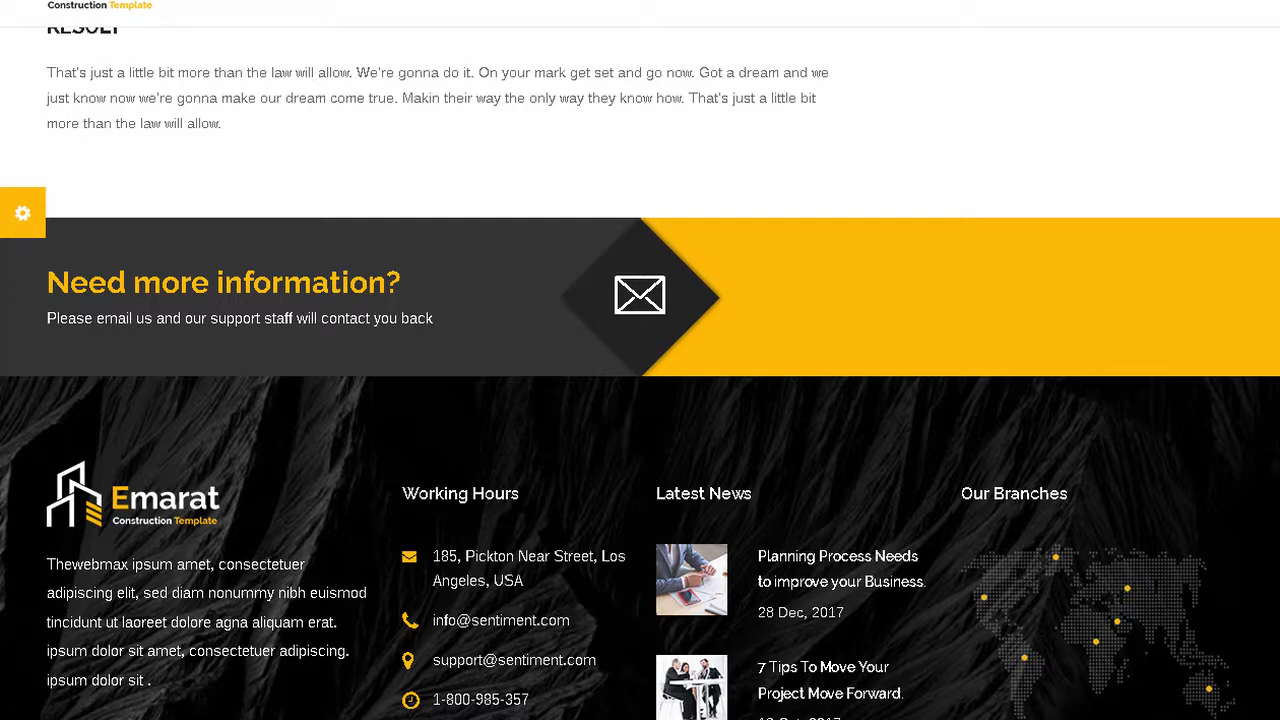 Construction Template
RESULT
That's just a little bit more than the law will allow. We're gonna do it. On your mark get set and go now. Got a dream and we
just know now we're gonna make our dream come true. Makin their way the only way they know how. That's just a little bit
more than the law will allow.
Need more information?
Please email us and our support staff will contact you back
Emarat
Construction Template
Thewebmax ipsum amet, consectetuer
adipiscing elit, sed diam nonummy nibh euismod
tincidunt ut laoreet dolore agna aliquam erat.
ipsum dolor sit amet, consectetuer adipiscing.
ipsum dolor sit .
Working Hours
185, Pickton Near Street, Los
Angeles, USA
info@sentiment.com
support@sentiment.com
Latest News
Planning Process Needs
to improve your Business
28 Dec, 2017
7 Tips To Move Your
Project Move Forward.
Our Branches